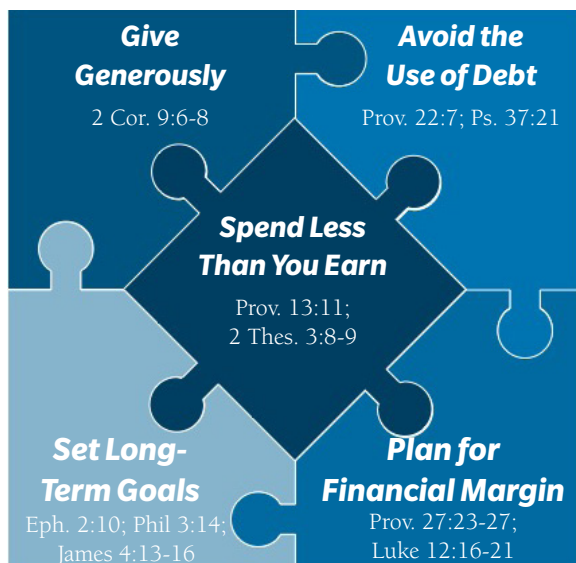 Give
Generously
2 Cor. 9:6-8
Avoid the
Use of Debt
Prov. 22:7; Ps. 37:21
Spend Less
Than You Earn
Prov. 13:11;
2 Thes. 3:8-9
Set Long-
Term Goals
Eph. 2:10; Phil 3:14;
James 4:13-16
Plan for
Financial Margin
Prov. 27:23-27;
Luke 12:16-21